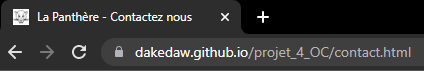 La Panthère - Contactez nous
dakedaw.github.io/projet_4_OC/contact.html